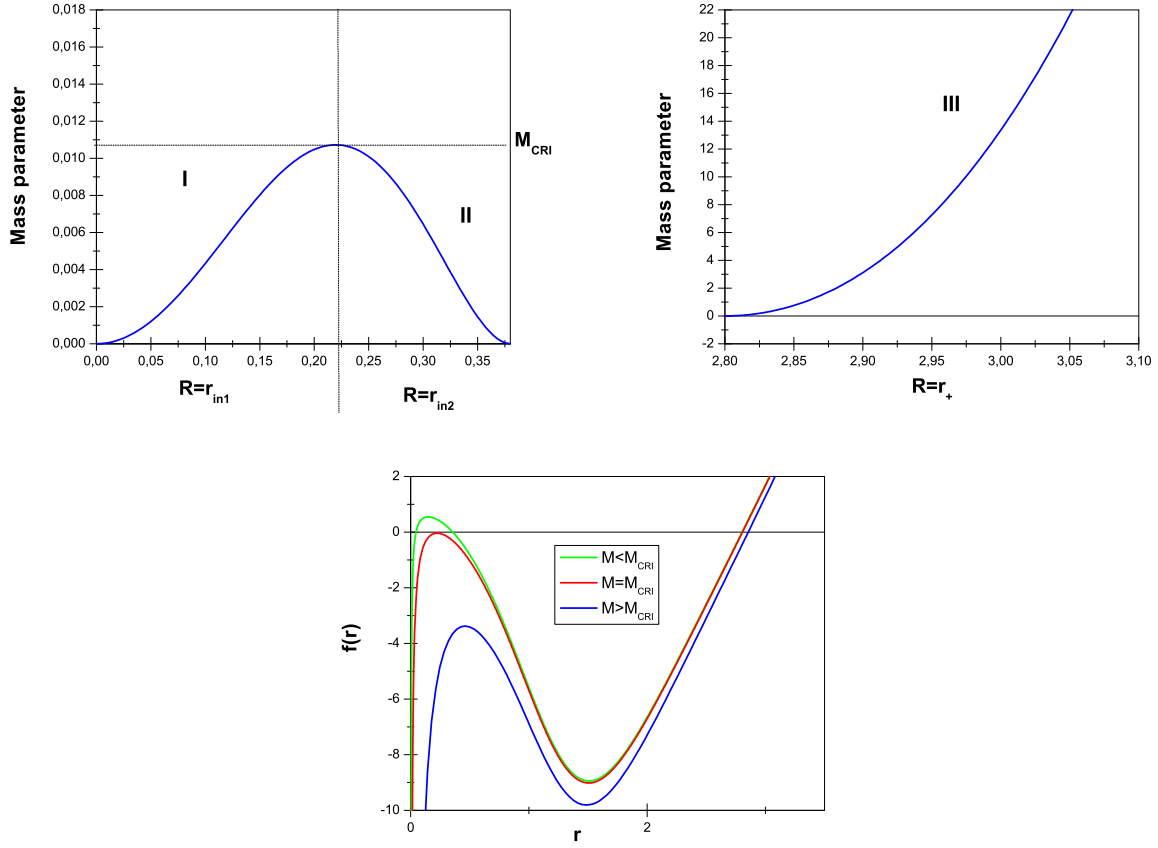 0,018
0,016
0,014
0,012
0,010
0,008
0,006
0,004
0,002
0,000
Mass parameter
I
II
M_CRI
0,00 0,05 0,10 0,15 0,20 0,25 0,30 0,35
R=r_in1
R=r_in2
22
20
18
16
14
12
10
8
6
4
2
0
-2
Mass parameter
III
2,80 2,85 2,90 2,95 3,00 3,05 3,10
R=r_+
2
0
-2
-4
-6
-8
-10
f(r)
M<M_CRI
M=M_CRI
M>M_CRI
0 2
r